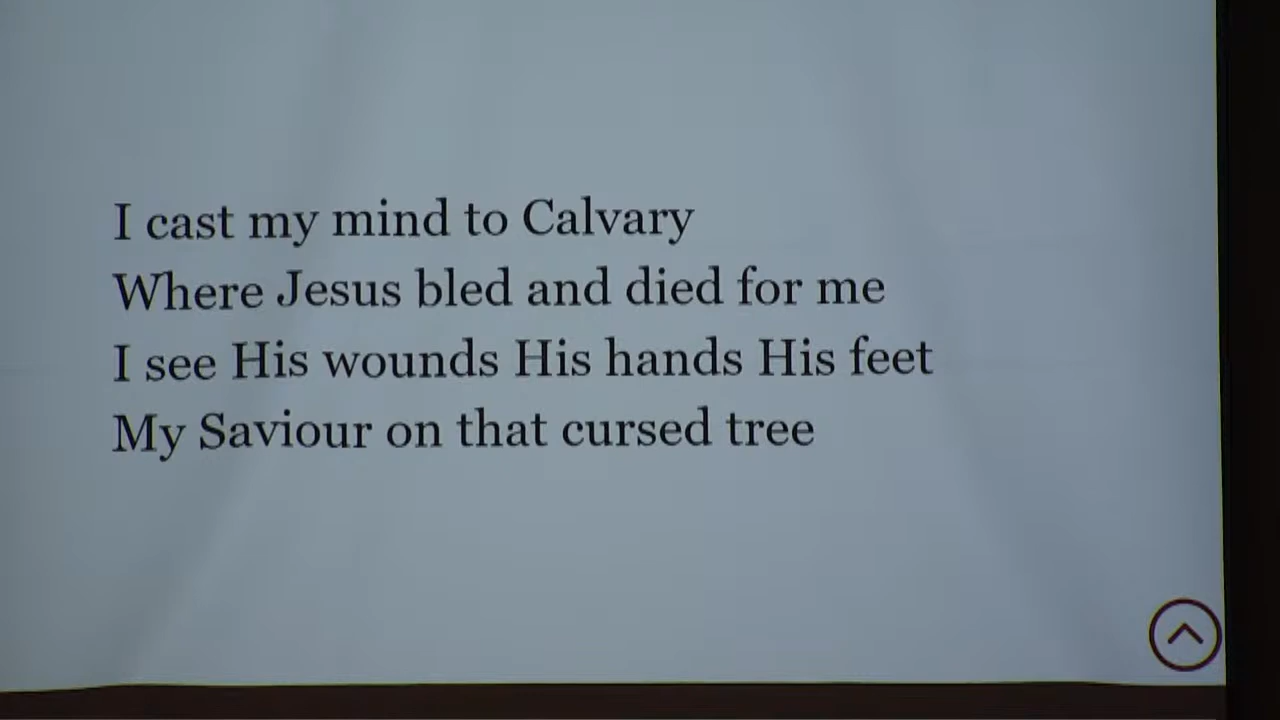 I cast my mind to Calvary
Where Jesus bled and died for me
I see His wounds His hands His feet
My Saviour on that cursed tree